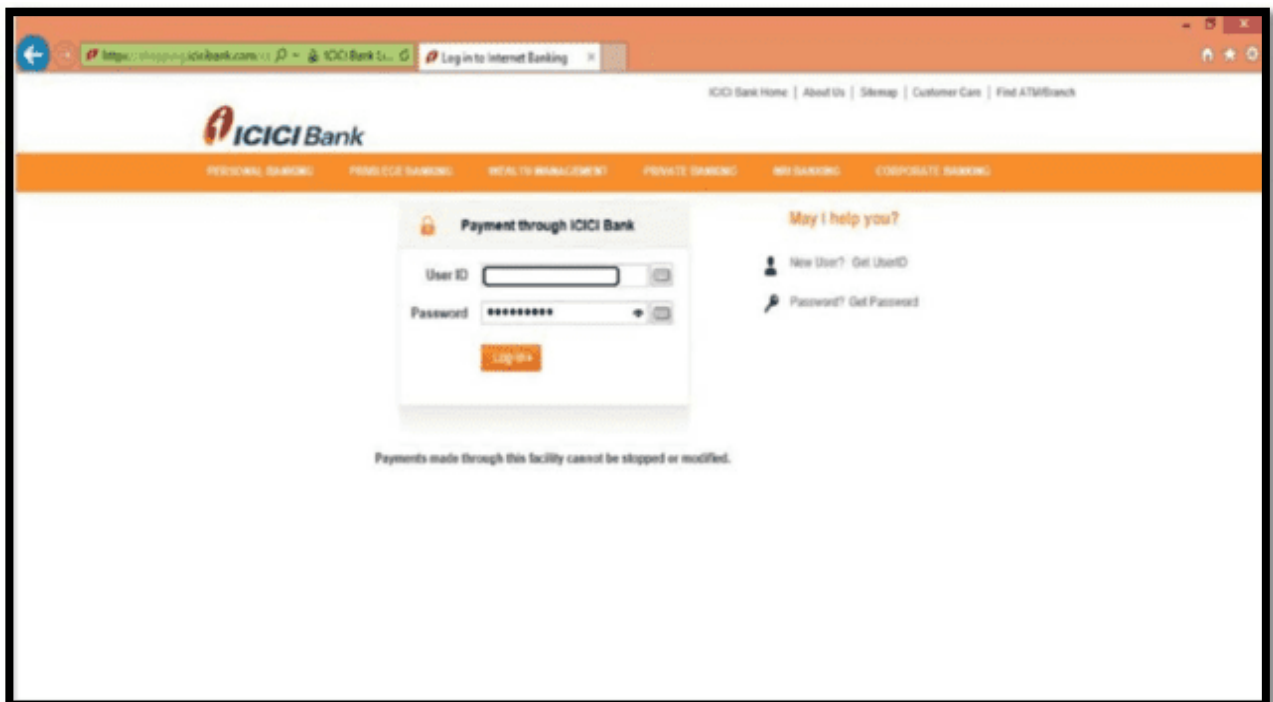 Log in to Internet Banking
ICICI Bank Home | About Us | Sitemap | Customer Care | Find ATM/Branch
ICICI Bank
PERSONAL BANKING PRIVILEGE BANKING WEALTH MANAGEMENT PRIVATE BANKING NRI BANKING CORPORATE BANKING
Payment through ICICI Bank
May I help you?
User ID
New User? Get UserID
Password
Password? Get Password
Log in
Payments made through this facility cannot be stopped or modified.